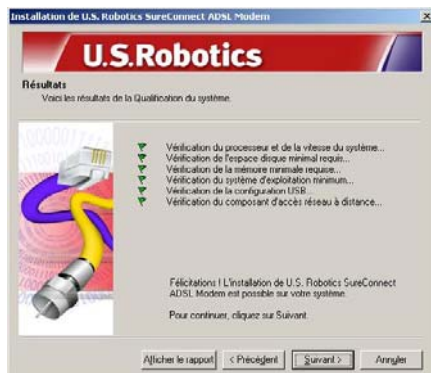 Installation de U.S. Robotics SureConnect ADSL Modem
U.S.Robotics
Résultats
Voici les résultats de la Qualification du système.
Vérification du processeur et de la vitesse du système...
Vérification de l'espace disque minimal requis...
Vérification de la mémoire minimale requise...
Vérification du système d'exploitation minimum...
Vérification de la configuration USB...
Vérification du composant d'accès réseau à distance...
Félicitations ! L'installation de U.S. Robotics SureConnect
ADSL Modem est possible sur votre système.
Pour continuer, cliquez sur Suivant.
Afficher le rapport < Précédent Suivant > Annuler